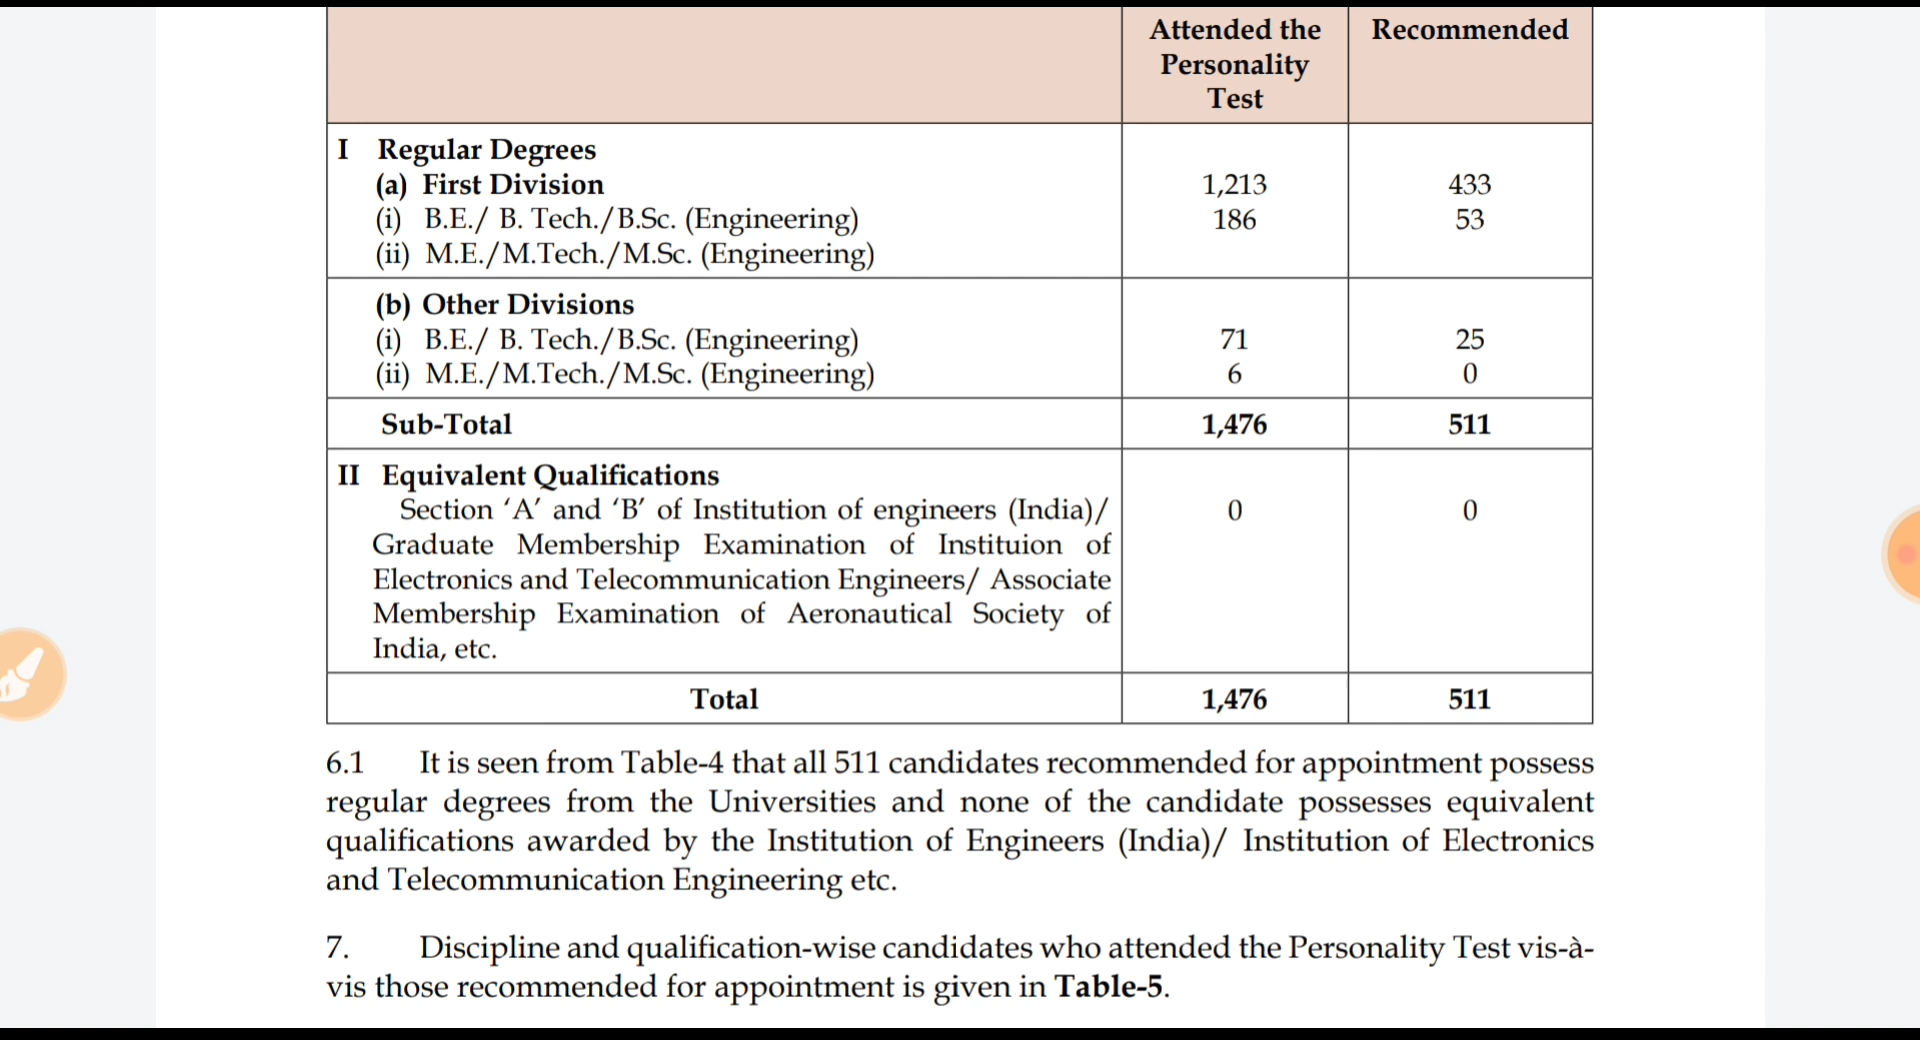 Attended the Recommended
Personality
Test
I Regular Degrees
(a) First Division 1,213 433
(i) B.E./ B. Tech./B.Sc. (Engineering) 186 53
(ii) M.E./M.Tech./M.Sc. (Engineering)
(b) Other Divisions
(i) B.E./ B. Tech./B.Sc. (Engineering) 71 25
(ii) M.E./M.Tech./M.Sc. (Engineering) 6 0
Sub-Total 1,476 511
II Equivalent Qualifications
Section ‘A’ and ‘B’ of Institution of engineers (India)/ 0 0
Graduate Membership Examination of Instituion of
Electronics and Telecommunication Engineers/ Associate
Membership Examination of Aeronautical Society of
India, etc.
Total 1,476 511
6.1 It is seen from Table-4 that all 511 candidates recommended for appointment possess
regular degrees from the Universities and none of the candidate possesses equivalent
qualifications awarded by the Institution of Engineers (India)/ Institution of Electronics
and Telecommunication Engineering etc.
7. Discipline and qualification-wise candidates who attended the Personality Test vis-à-
vis those recommended for appointment is given in Table-5.